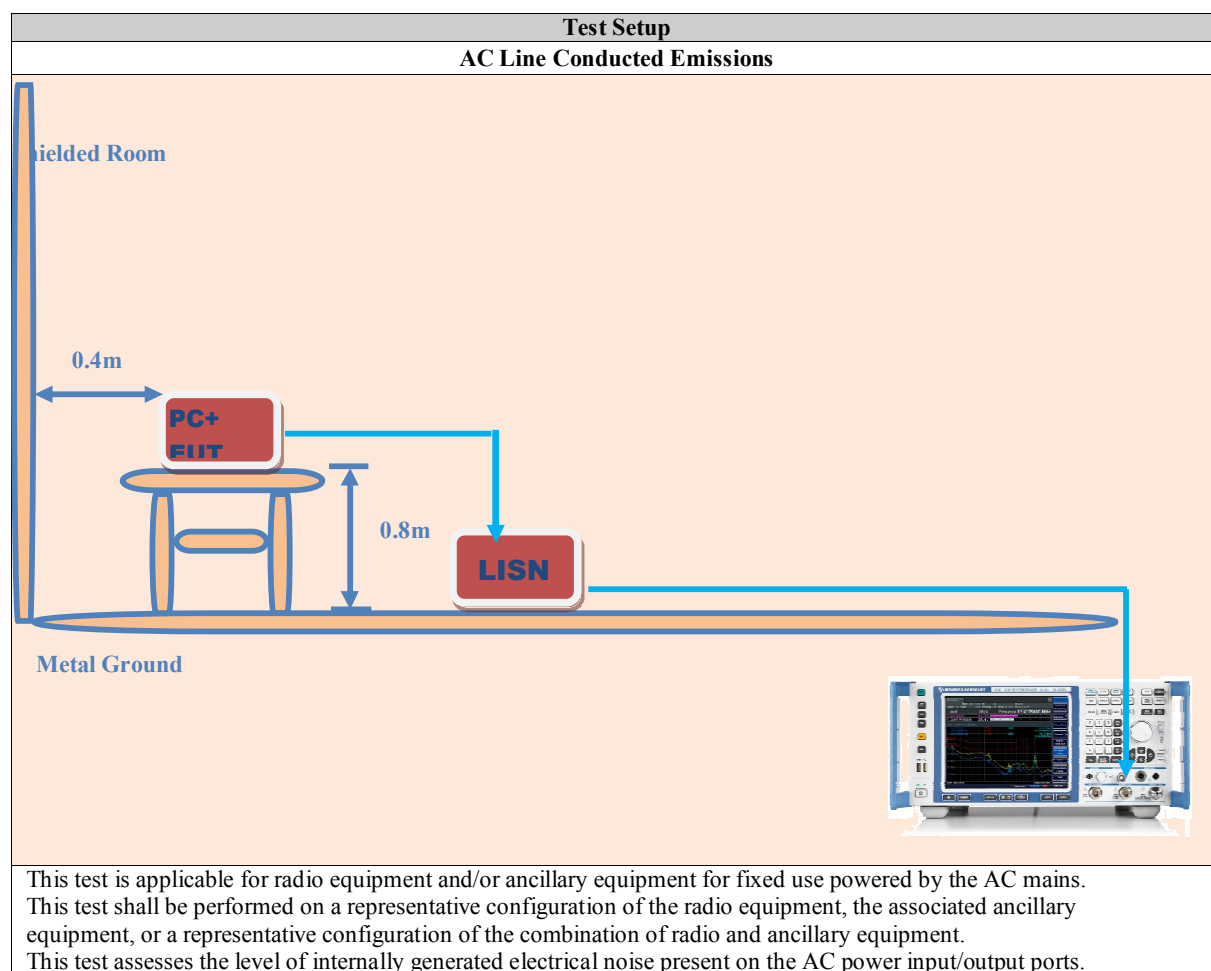 Test Setup
AC Line Conducted Emissions
hielded Room
0.4m
PC+
EUT
0.8m
LISN
Metal Ground
This test is applicable for radio equipment and/or ancillary equipment for fixed use powered by the AC mains.
This test shall be performed on a representative configuration of the radio equipment, the associated ancillary
equipment, or a representative configuration of the combination of radio and ancillary equipment.
This test assesses the level of internally generated electrical noise present on the AC power input/output ports.